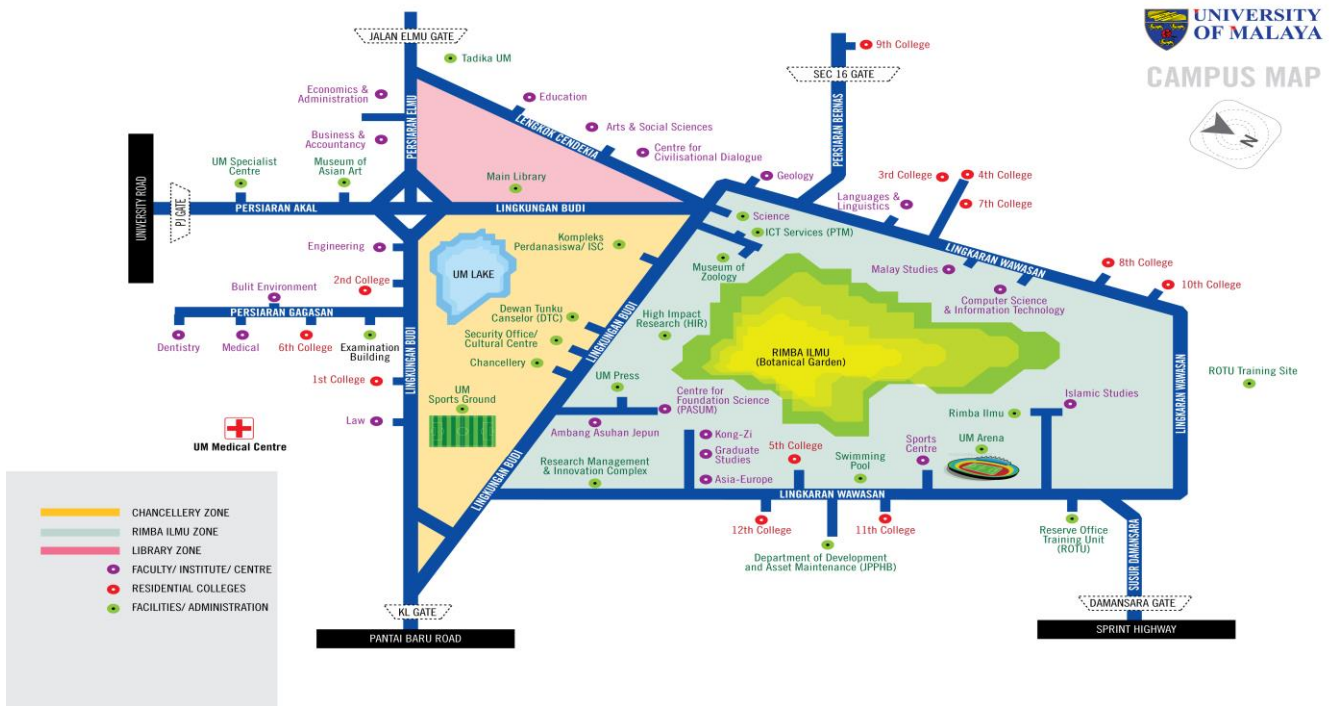 UNIVERSITY
OF MALAYA
CAMPUS MAP
N
JALAN ELMU GATE
Tadika UM
9th College
SEC 16 GATE
PERSIARAN BERNAS
Economics &
Administration
Education
PERSIARAN ELMU
LENGKOK CENDEKIA
Arts & Social Sciences
Business &
Accountancy
Centre for
Civilisational Dialogue
UM Specialist
Centre
Museum of
Asian Art
Main Library
Geology
3rd College
4th College
7th College
Languages &
Linguistics
UNIVERSITY ROAD
PJ GATE
PERSIARAN AKAL
LINGKUNGAN BUDI
Science
ICT Services (PTM)
Engineering
Kompleks
Perdanasiswa/ ISC
Museum of
Zoology
LINGKARAN WAWASAN
Malay Studies
8th College
10th College
UM LAKE
2nd College
Bulit Environment
Computer Science
& Information Technology
PERSIARAN GAGASAN
Dewan Tunku
Canselor (DTC)
Security Office/
Cultural Centre
Chancellery
LINGKUNGAN BUDI
High Impact
Research (HIR)
RIMBA ILMU
(Botanical Garden)
Dentistry
Medical
6th College
Examination
Building
LINGKUNGAN BUDI
LINGKARAN WAWASAN
ROTU Training Site
1st College
UM
Sports Ground
UM Press
Centre for
Foundation Science
(PASUM)
Islamic Studies
Rimba Ilmu
Law
UM Medical Centre
Ambang Asuhan Jepun
Kong-Zi
Graduate
Studies
Asia-Europe
5th College
Swimming
Pool
Sports
Centre
UM Arena
LINGKUNGAN BUDI
Research Management
& Innovation Complex
LINGKARAN WAWASAN
12th College
11th College
Department of Development
and Asset Maintenance (JPPHB)
Reserve Office
Training Unit
(ROTU)
SUSUR DAMANSARA
CHANCELLERY ZONE
RIMBA ILMU ZONE
LIBRARY ZONE
FACULTY/ INSTITUTE/ CENTRE
RESIDENTIAL COLLEGES
FACILITIES/ ADMINISTRATION
KL GATE
PANTAI BARU ROAD
DAMANSARA GATE
SPRINT HIGHWAY